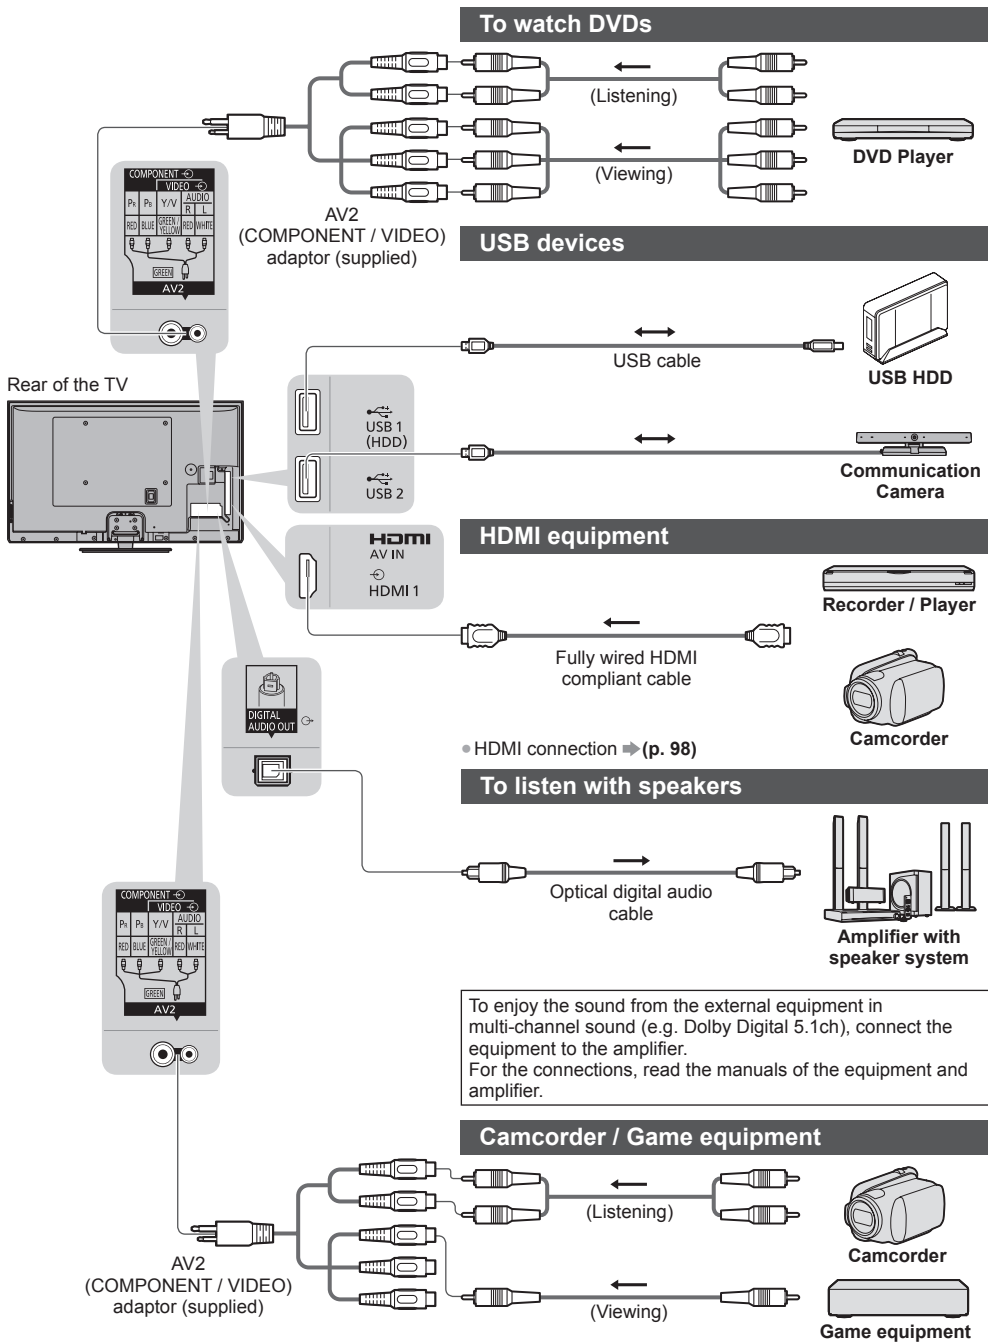 To watch DVDs
(Listening)
(Viewing)
DVD Player
COMPONENT
VIDEO
PR PB Y/V AUDIO
R L
RED BLUE GREEN / YELLOW RED WHITE
GREEN
AV2
AV2
(COMPONENT / VIDEO)
adaptor (supplied)
USB devices
USB cable
USB HDD
Rear of the TV
USB 1
(HDD)
USB 2
Communication
Camera
HDMI equipment
HDMI
AV IN
HDMI 1
Recorder / Player
Fully wired HDMI
compliant cable
Camcorder
● HDMI connection ➡ (p. 98)
DIGITAL
AUDIO OUT
To listen with speakers
Optical digital audio
cable
Amplifier with
speaker system
COMPONENT
VIDEO
PR PB Y/V AUDIO
R L
RED BLUE GREEN / YELLOW RED WHITE
GREEN
AV2
To enjoy the sound from the external equipment in
multi-channel sound (e.g. Dolby Digital 5.1ch), connect the
equipment to the amplifier.
For the connections, read the manuals of the equipment and
amplifier.
Camcorder / Game equipment
(Listening)
Camcorder
AV2
(COMPONENT / VIDEO)
adaptor (supplied)
(Viewing)
Game equipment